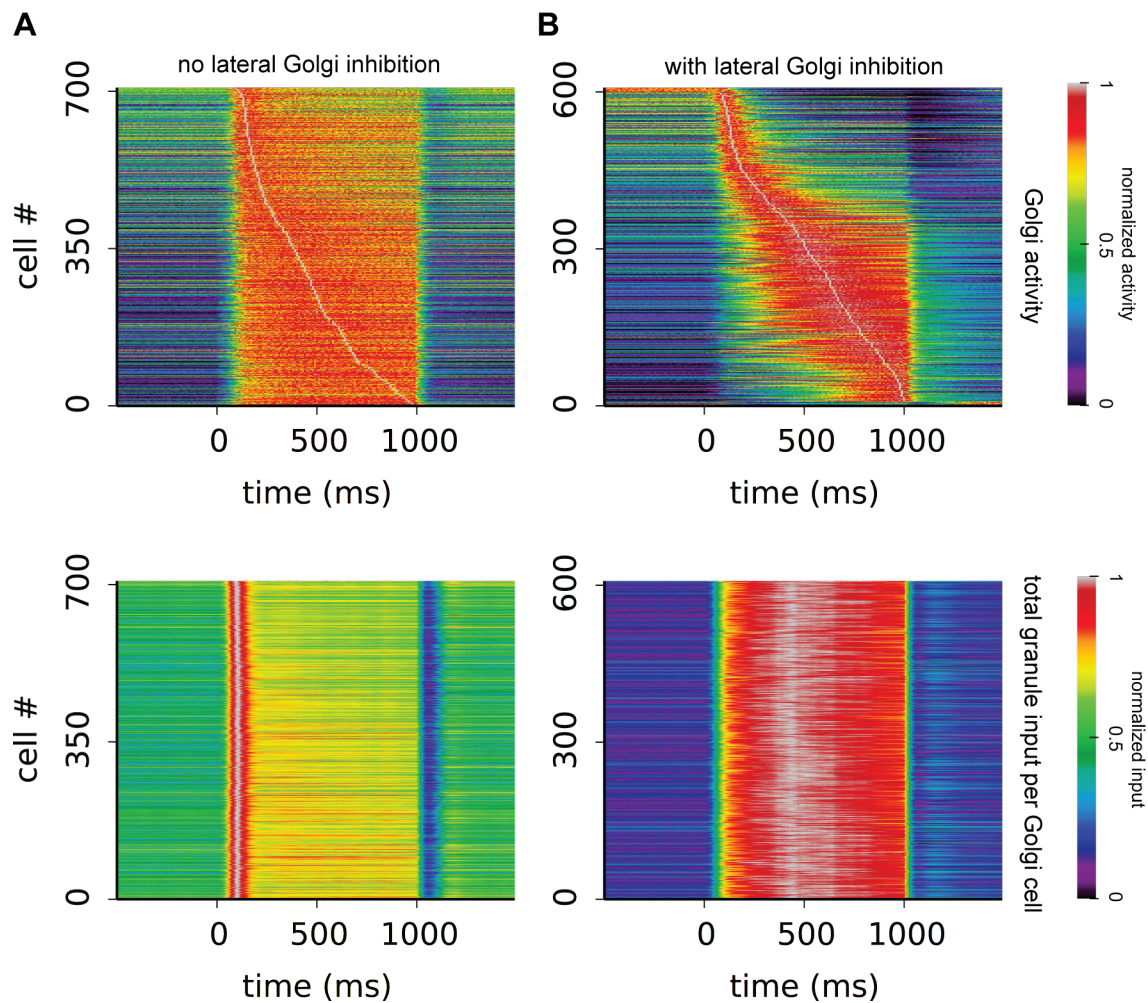 A
B
no lateral Golgi inhibition
with lateral Golgi inhibition
700
350
0
cell #
0 500 1000
time (ms)
600
300
0
0 500 1000
time (ms)
Golgi activity
1
0.5
0
normalized activity
700
350
0
cell #
0 500 1000
time (ms)
600
300
0
0 500 1000
time (ms)
total granule input per Golgi cell
1
0.5
0
normalized input